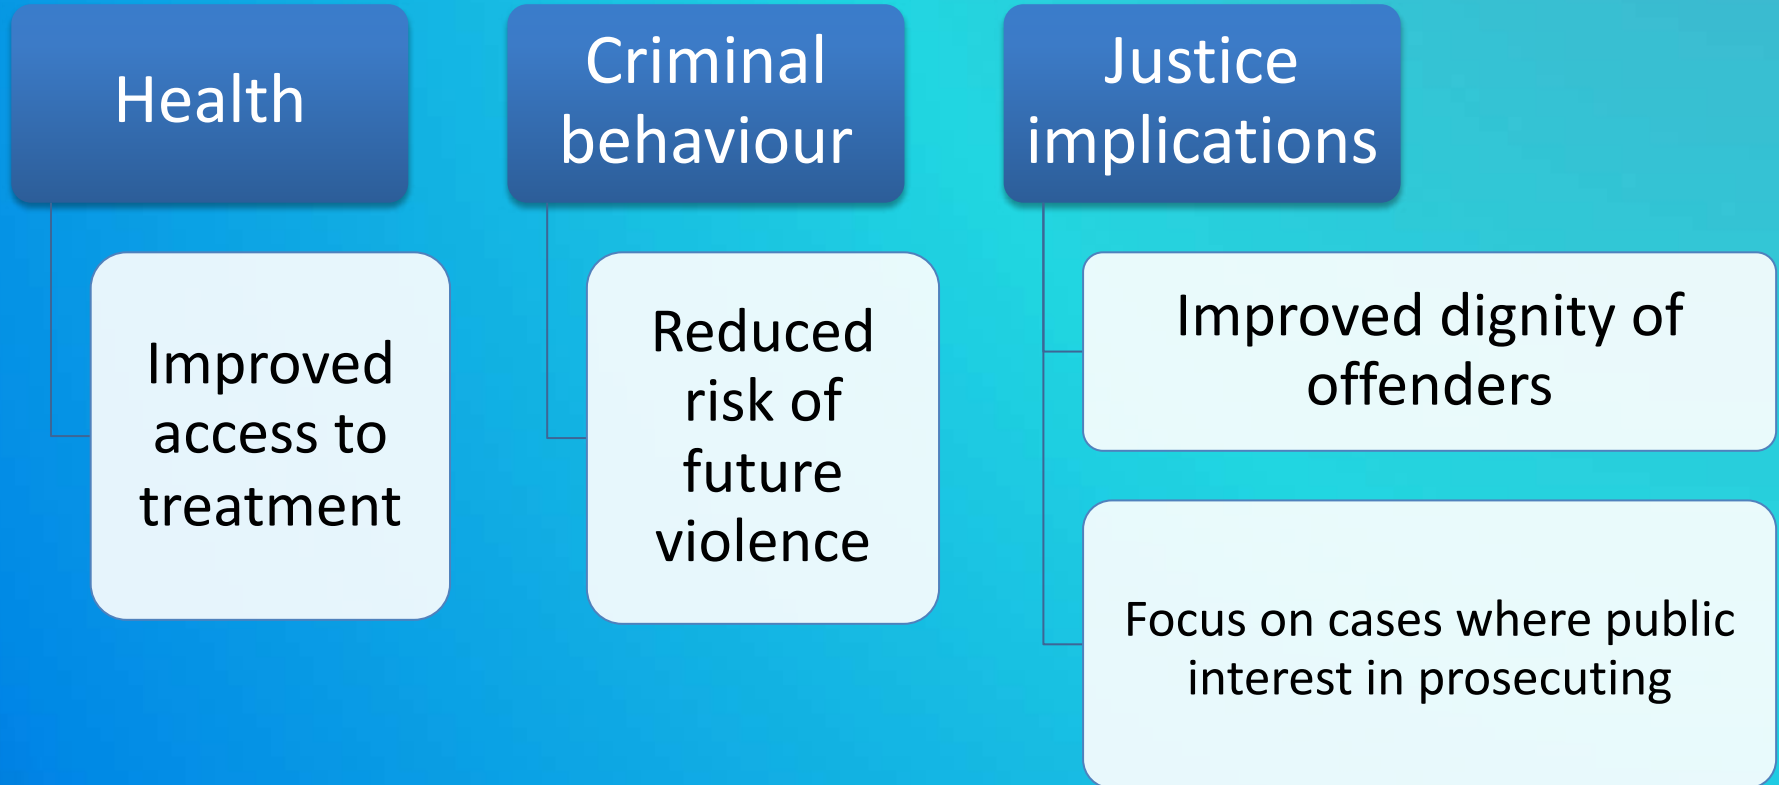 Health
Improved
access to
treatment
Criminal
behaviour
Reduced
risk of
future
violence
Justice
implications
Improved dignity of
offenders
Focus on cases where public
interest in prosecuting